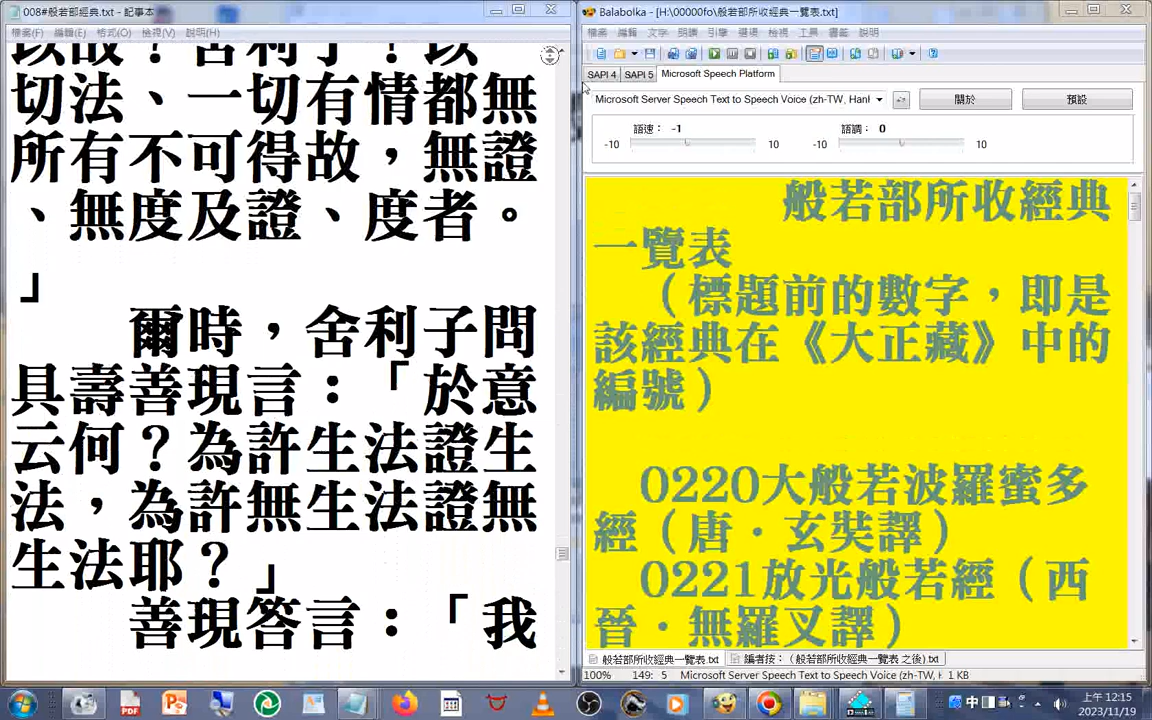 008#般若部經典.txt - 記事本
檔案(F) 編輯(E) 格式(O) 檢視(V) 說明(H)
以故？舍利子！以
切法、一切有情都無
所有不可得故，無證
、無度及證、度者。
」
爾時，舍利子問
具壽善現言：「於意
云何？為許生法證生
法，為許無生法證無
生法耶？」
善現答言：「我
Balabolka - [H:\00000fo\般若部所收經典一覽表.txt]
檔案 編輯 文字 朗讀 引擎 選項 檢視 工具 書籤 說明
SAPI 4 SAPI 5 Microsoft Speech Platform
Microsoft Server Speech Text to Speech Voice (zh-TW, Hanl
關於 預設
語速： -1 語調： 0
-10 10 -10 10
般若部所收經典
一覽表
（標題前的數字，即是
該經典在《大正藏》中的
編號）
0220大般若波羅蜜多
經（唐．玄奘譯）
0221放光般若經（西
晉．無羅叉譯）
般若部所收經典一覽表.txt 編者按：（般若部所收經典一覽表 之後）.txt
100% 149: 5 Microsoft Server Speech Text to Speech Voice (zh-TW, H 1 KB
中
上午 12:15
2023/11/19